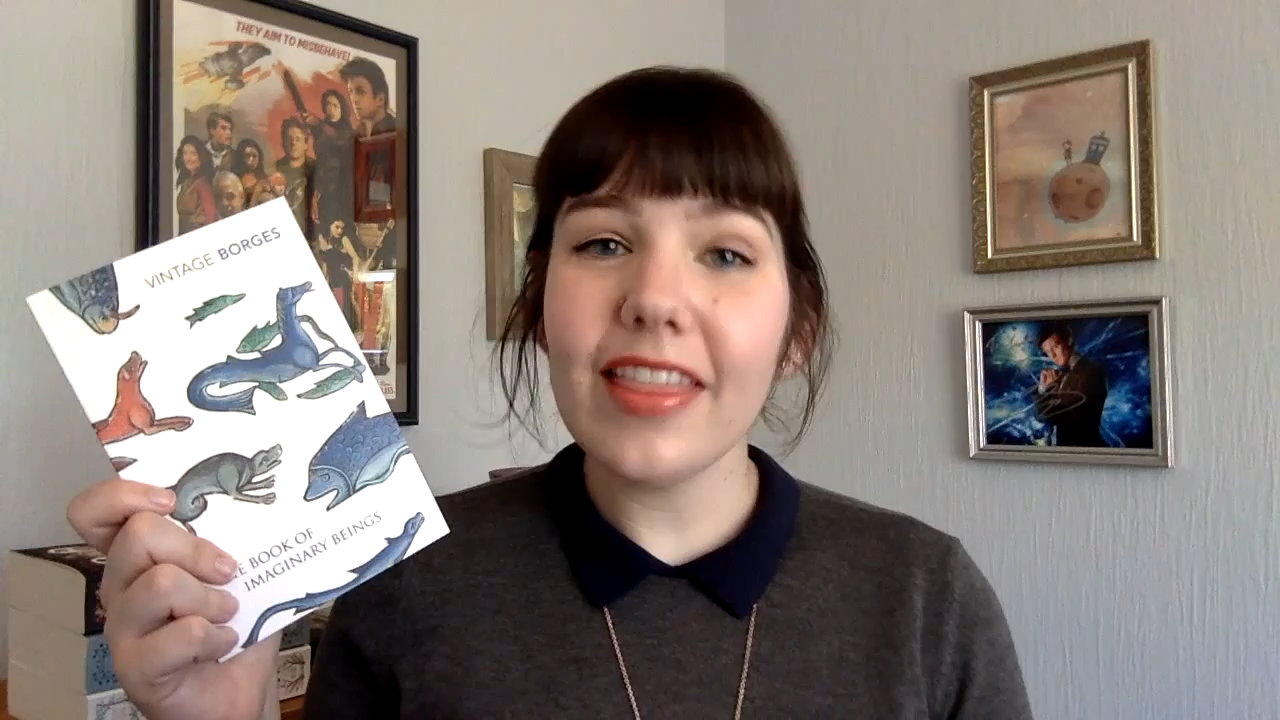 THEY AIM TO MISBEHAVE!
VINTAGE BORGES
BOOK OF
IMAGINARY BEINGS